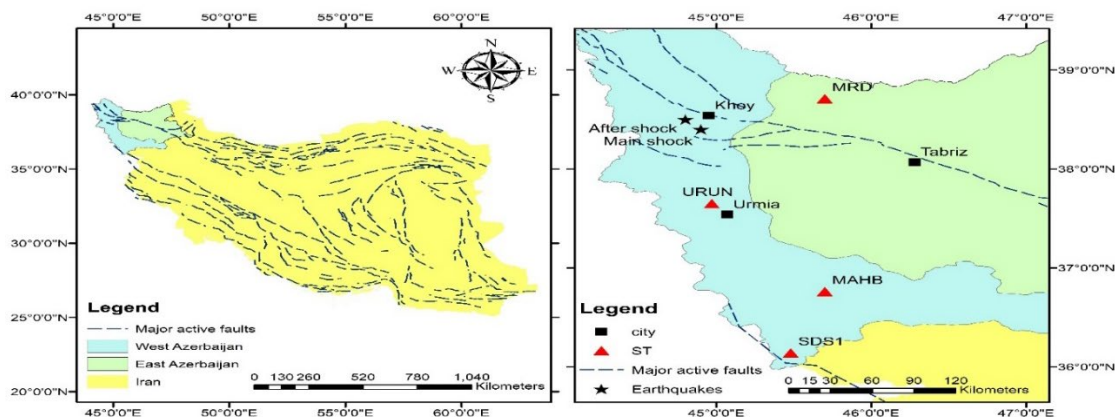 45°0'0"E 50°0'0"E 55°0'0"E 60°0'0"E
40°0'0"N
35°0'0"N
30°0'0"N
25°0'0"N
20°0'0"N
N
W E
S
Legend
Major active faults
West Azerbaijan
East Azerbaijan
Iran
0 130 260 520 780 1,040
Kilometers
45°0'0"E 50°0'0"E 55°0'0"E 60°0'0"E
45°0'0"E 46°0'0"E 47°0'0"E
39°0'0"N
38°0'0"N
37°0'0"N
36°0'0"N
MRD
Khoy
After shock
Main shock
Tabriz
URUN
Urmia
MAHB
SDS1
Legend
city
ST
Major active faults
Earthquakes
0 15 30 60 90 120
Kilometers
45°0'0"E 46°0'0"E 47°0'0"E